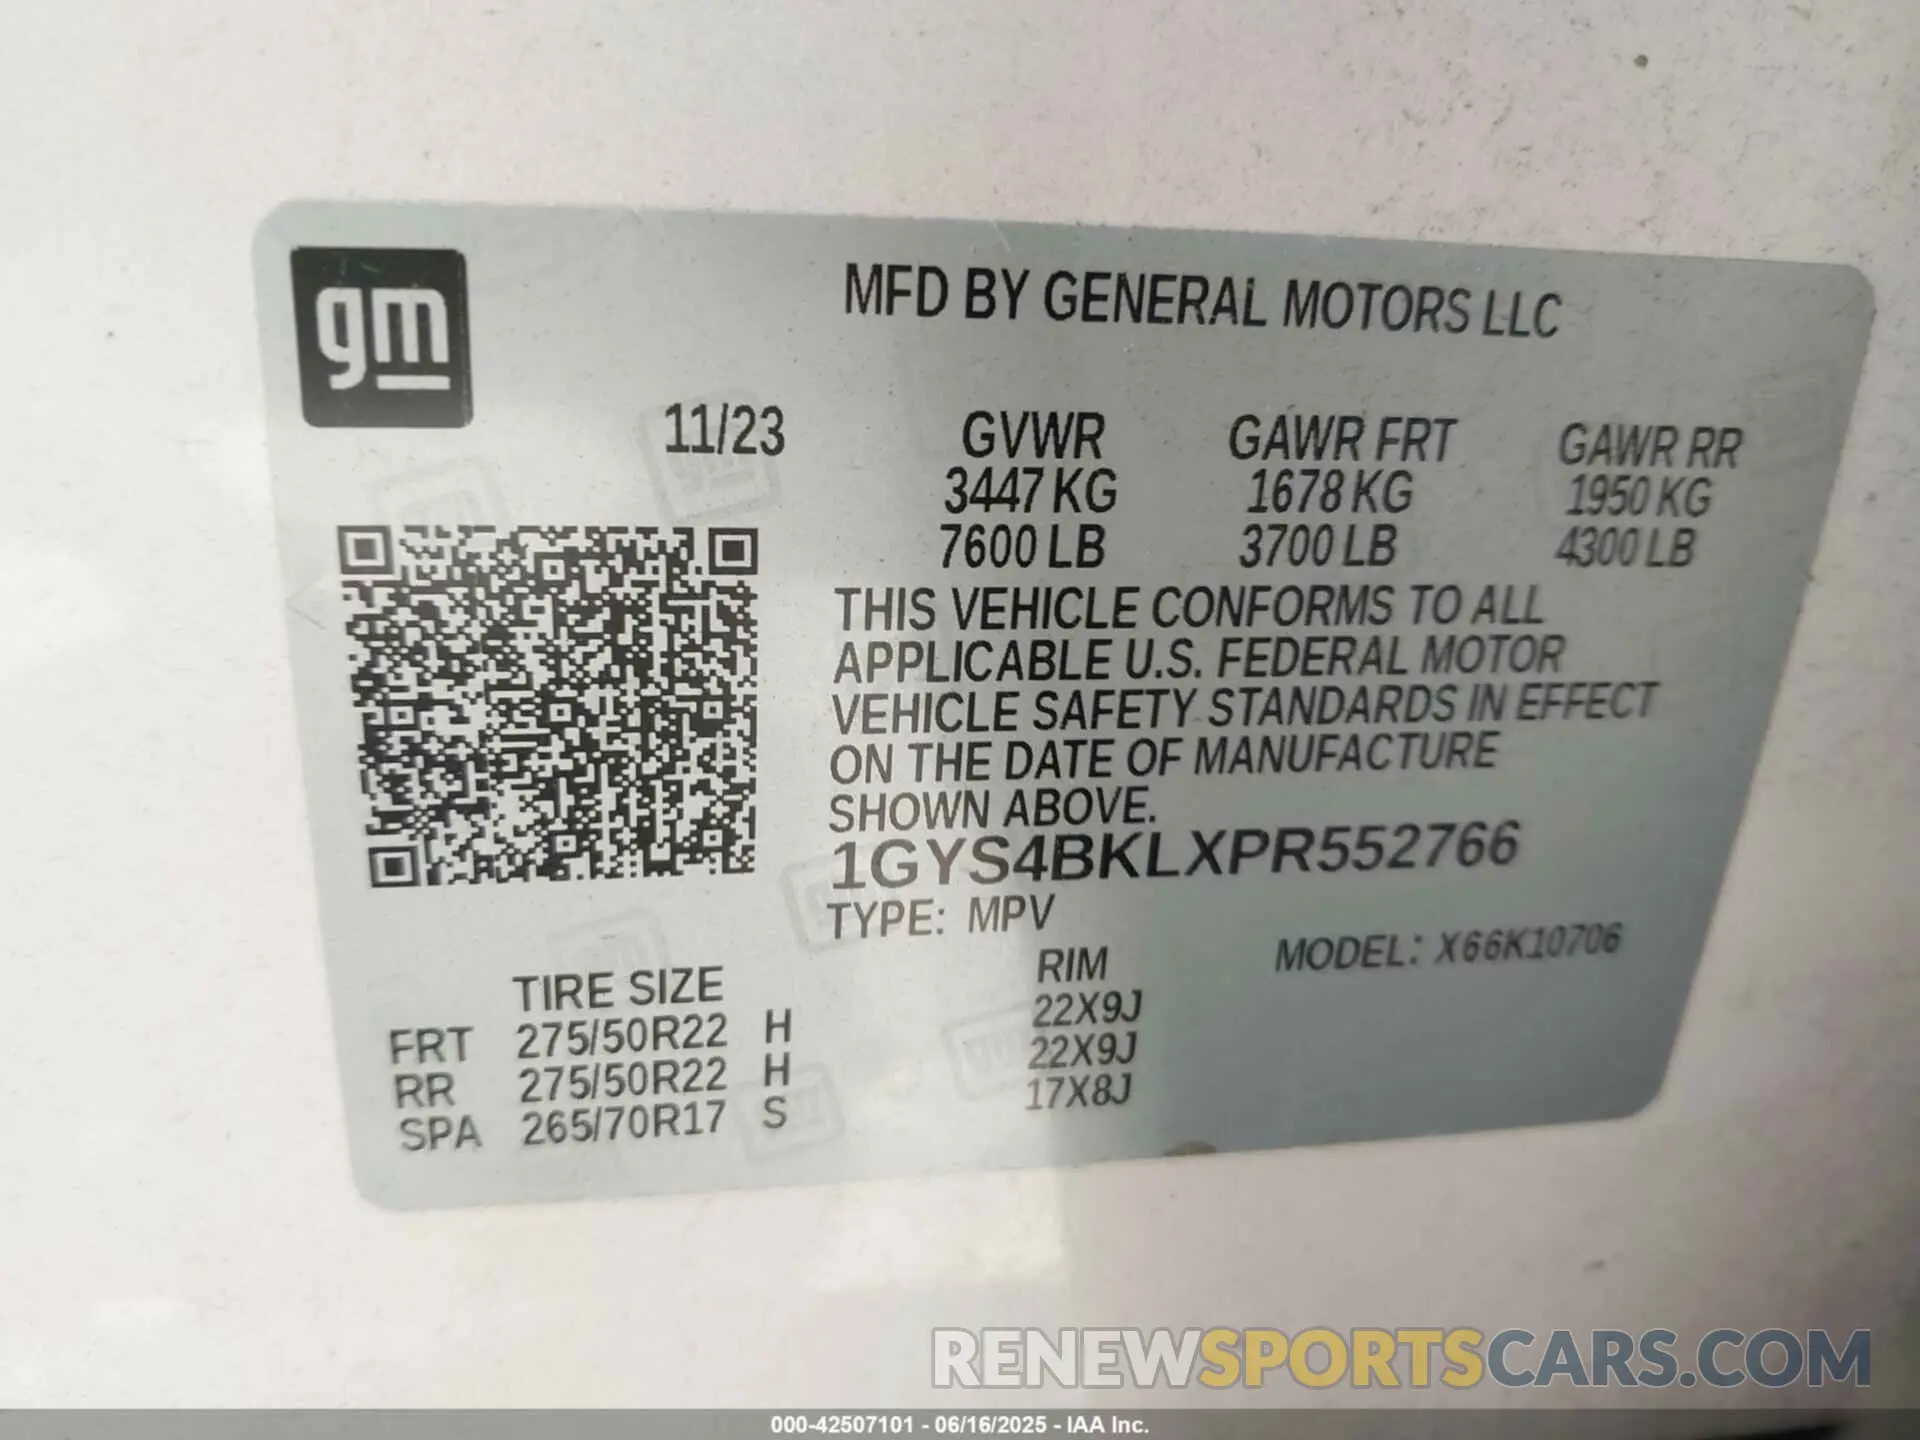 gm
MFD BY GENERAL MOTORS LLC
11/23 GVWR GAWR FRT GAWR RR
3447 KG 1678 KG 1950 KG
7600 LB 3700 LB 4300 LB
THIS VEHICLE CONFORMS TO ALL
APPLICABLE U.S. FEDERAL MOTOR
VEHICLE SAFETY STANDARDS IN EFFECT
ON THE DATE OF MANUFACTURE
SHOWN ABOVE.
1GYS4BKLXPR552766
TYPE: MPV MODEL: X66K10706
TIRE SIZE RIM
FRT 275/50R22 H 22X9J
RR 275/50R22 H 22X9J
SPA 265/70R17 S 17X8J
RENEWSPORTSCARS.COM
000-42507101 - 06/16/2025 - IAA Inc.